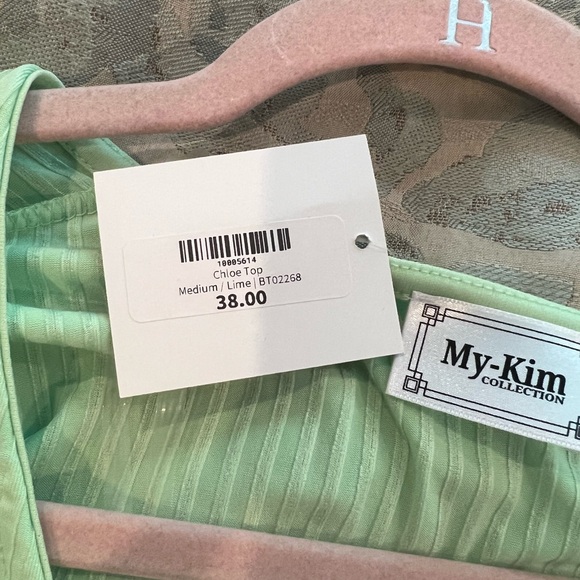 H
10005614
Chloe Top
Medium / Lime | BT02268
38.00
My-Kim
COLLECTION